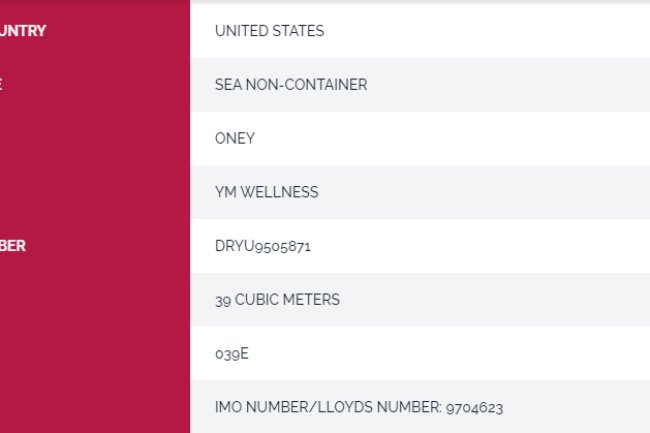 UNTRY UNITED STATES
E SEA NON-CONTAINER
ONEY
YM WELLNESS
BER DRYU9505871
39 CUBIC METERS
039E
IMO NUMBER/LLOYDS NUMBER: 9704623